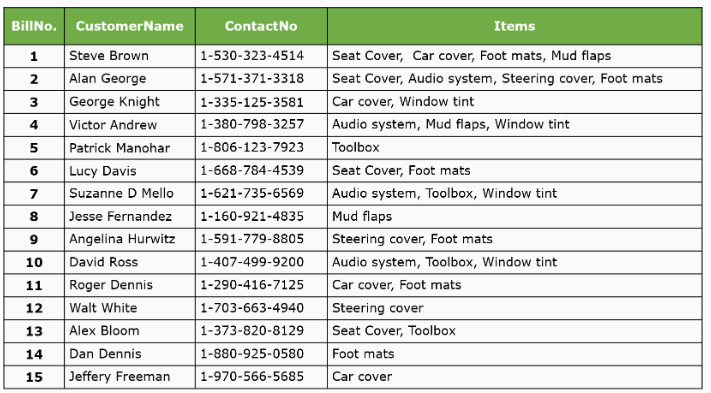 BillNo. CustomerName ContactNo Items
1 Steve Brown 1-530-323-4514 Seat Cover,  Car cover, Foot mats, Mud flaps
2 Alan George 1-571-371-3318 Seat Cover, Audio system, Steering cover, Foot mats
3 George Knight 1-335-125-3581 Car cover, Window tint
4 Victor Andrew 1-380-798-3257 Audio system, Mud flaps, Window tint
5 Patrick Manohar 1-806-123-7923 Toolbox
6 Lucy Davis 1-668-784-4539 Seat Cover, Foot mats
7 Suzanne D Mello 1-621-735-6569 Audio system, Toolbox, Window tint
8 Jesse Fernandez 1-160-921-4835 Mud flaps
9 Angelina Hurwitz 1-591-779-8805 Steering cover, Foot mats
10 David Ross 1-407-499-9200 Audio system, Toolbox, Window tint
11 Roger Dennis 1-290-416-7125 Car cover, Foot mats
12 Walt White 1-703-663-4940 Steering cover
13 Alex Bloom 1-373-820-8129 Seat Cover, Toolbox
14 Dan Dennis 1-880-925-0580 Foot mats
15 Jeffery Freeman 1-970-566-5685 Car cover